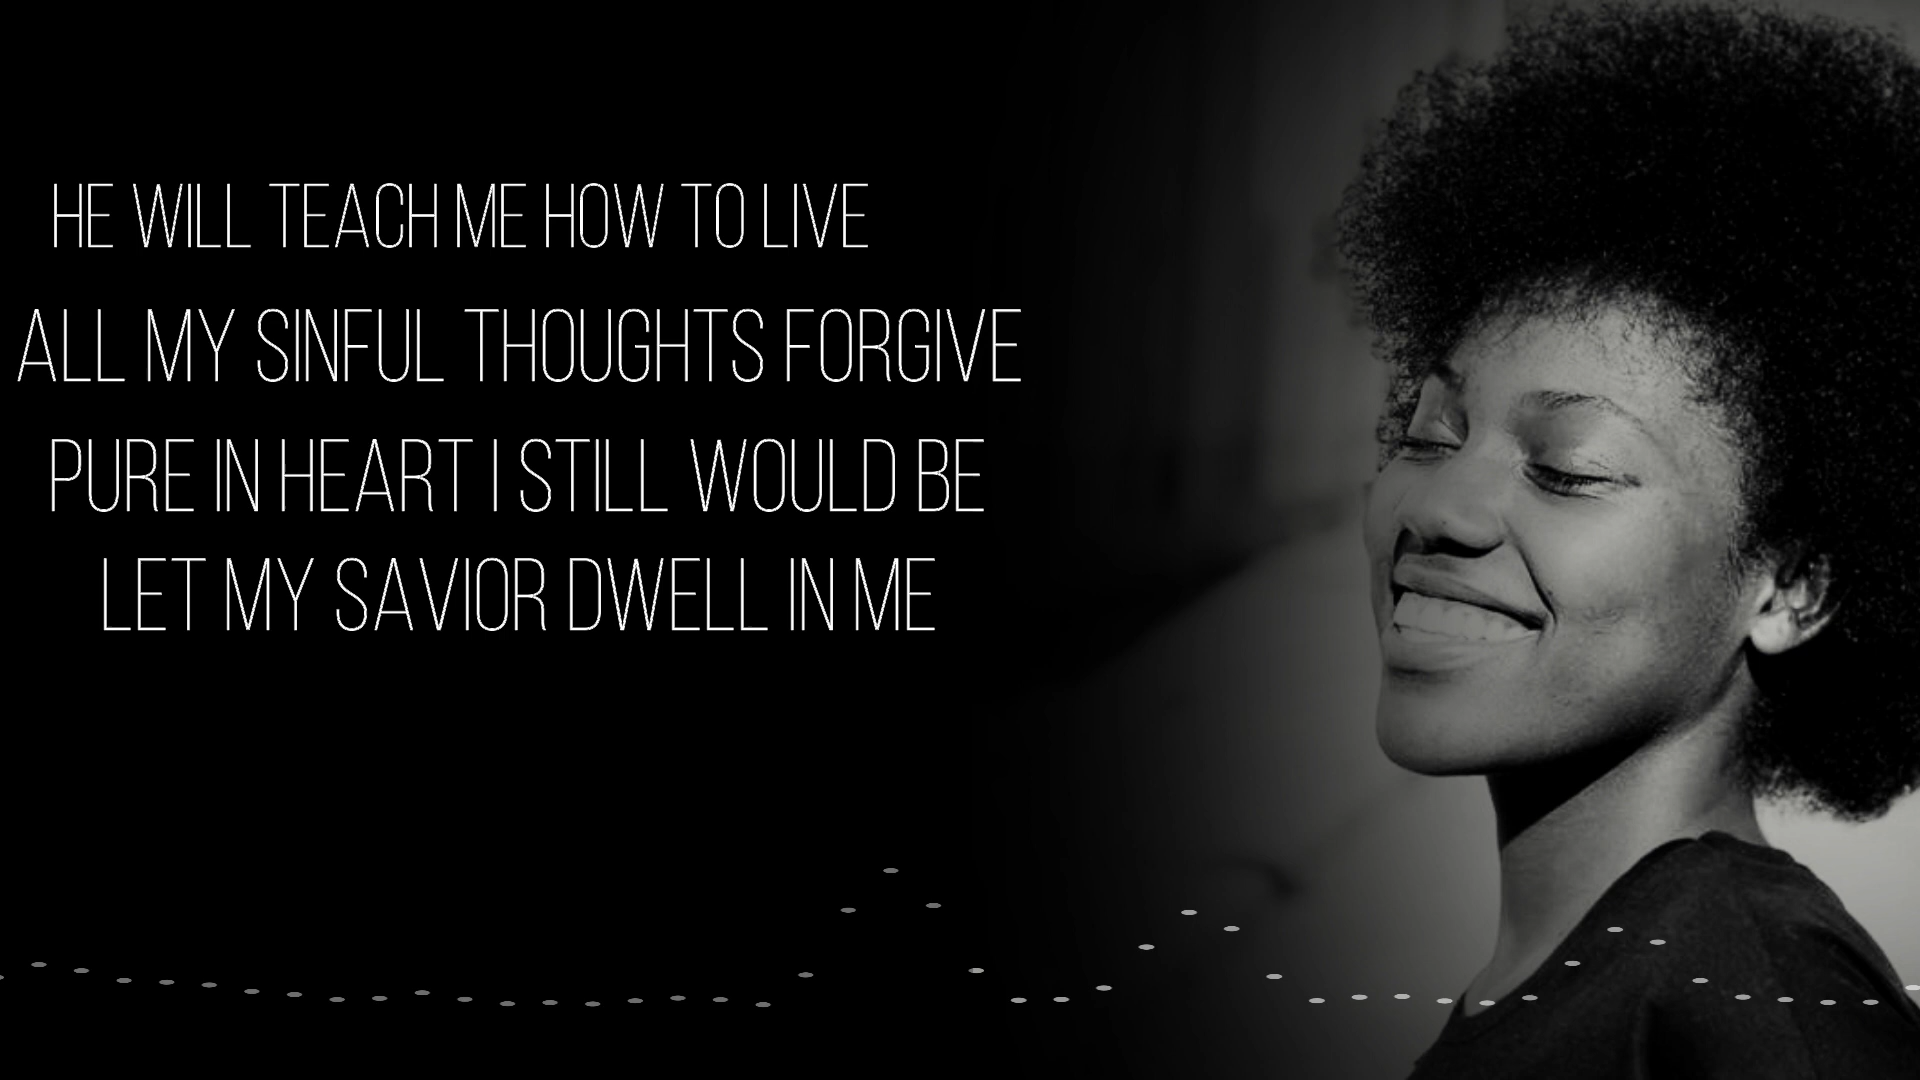 HE WILL TEACH ME HOW TO LIVE
ALL MY SINFUL THOUGHTS FORGIVE
PURE IN HEART I STILL WOULD BE
LET MY SAVIOR DWELL IN ME